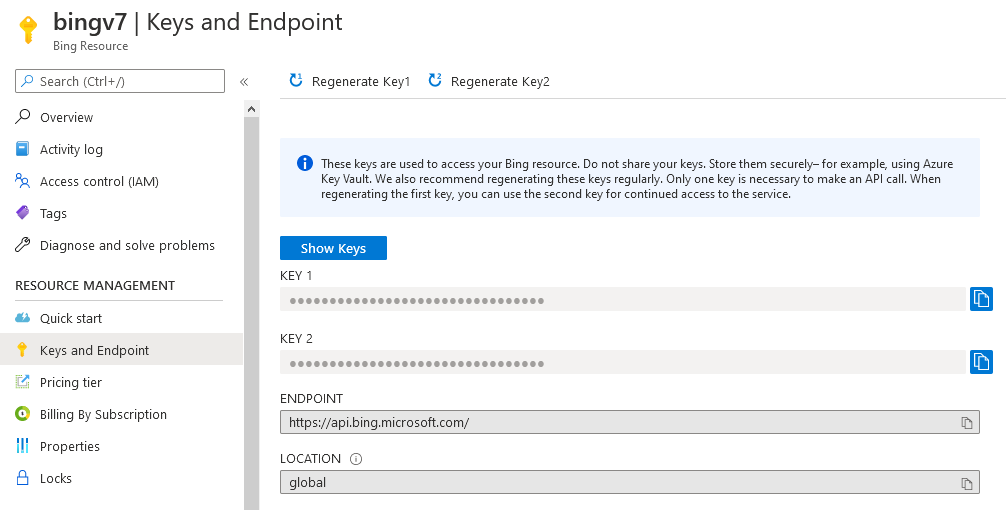 bingv7 | Keys and Endpoint
Bing Resource
Search (Ctrl+/)
«
Overview
Activity log
Access control (IAM)
Tags
Diagnose and solve problems
RESOURCE MANAGEMENT
Quick start
Keys and Endpoint
Pricing tier
Billing By Subscription
Properties
Locks
1 Regenerate Key1
2 Regenerate Key2
These keys are used to access your Bing resource. Do not share your keys. Store them securely– for example, using Azure
Key Vault. We also recommend regenerating these keys regularly. Only one key is necessary to make an API call. When
regenerating the first key, you can use the second key for continued access to the service.
Show Keys
KEY 1
●●●●●●●●●●●●●●●●●●●●●●●●●●●●●●●●
KEY 2
●●●●●●●●●●●●●●●●●●●●●●●●●●●●●●●●
ENDPOINT
https://api.bing.microsoft.com/
LOCATION
global